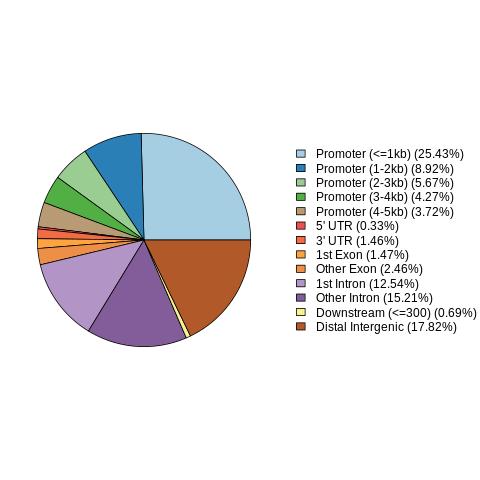 Promoter (<=1kb) (25.43%)
Promoter (1-2kb) (8.92%)
Promoter (2-3kb) (5.67%)
Promoter (3-4kb) (4.27%)
Promoter (4-5kb) (3.72%)
5' UTR (0.33%)
3' UTR (1.46%)
1st Exon (1.47%)
Other Exon (2.46%)
1st Intron (12.54%)
Other Intron (15.21%)
Downstream (<=300) (0.69%)
Distal Intergenic (17.82%)